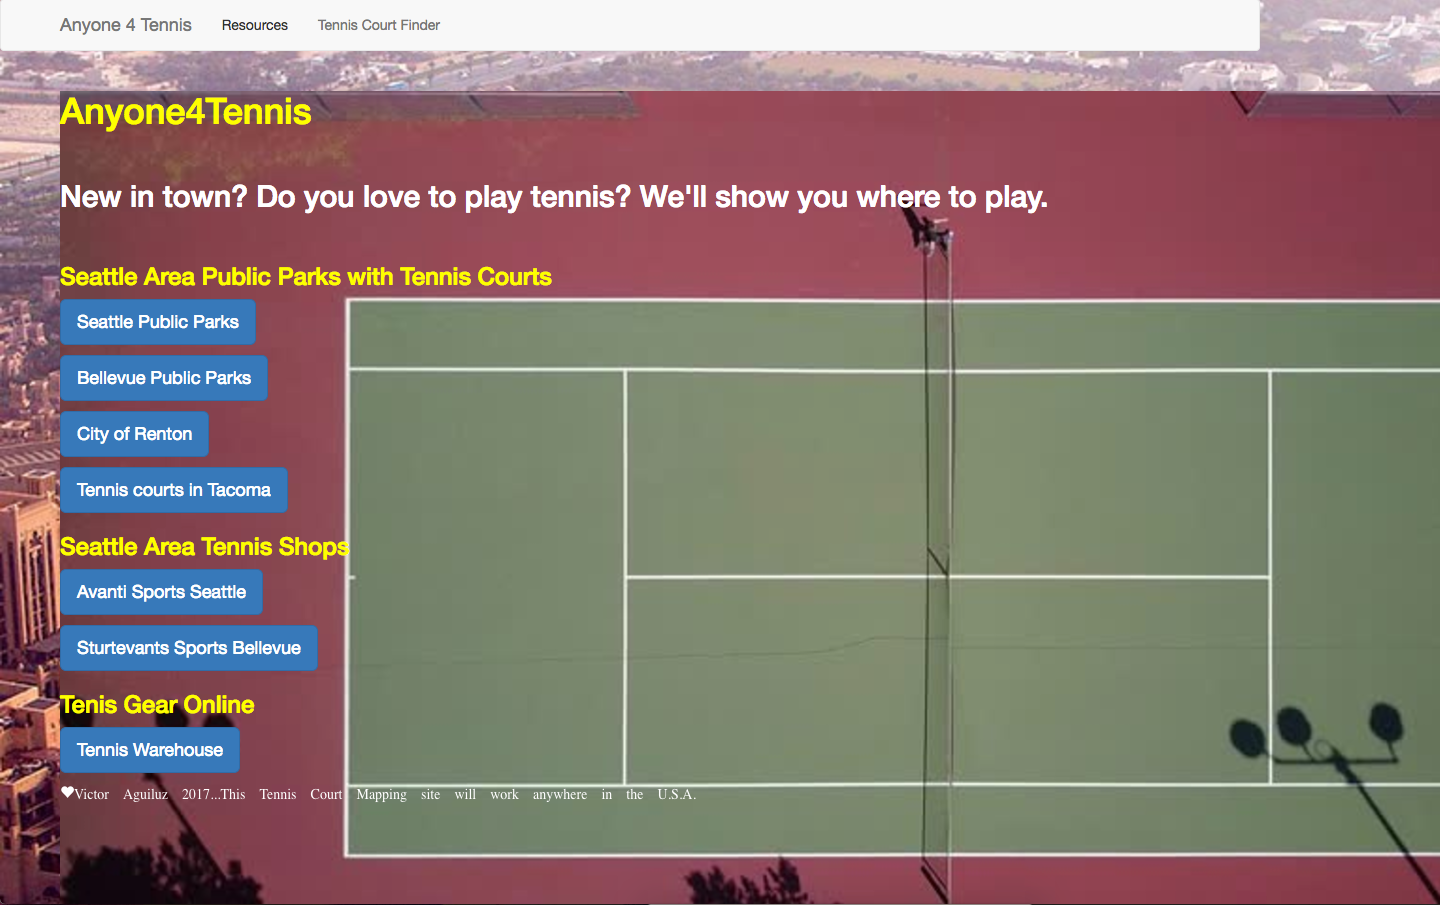 Anyone 4 Tennis Resources Tennis Court Finder
Anyone4Tennis
New in town? Do you love to play tennis? We'll show you where to play.
Seattle Area Public Parks with Tennis Courts
Seattle Public Parks
Bellevue Public Parks
City of Renton
Tennis courts in Tacoma
Seattle Area Tennis Shops
Avanti Sports Seattle
Sturtevants Sports Bellevue
Tenis Gear Online
Tennis Warehouse
Victor Aguiluz 2017...This Tennis Court Mapping site will work anywhere in the U.S.A.